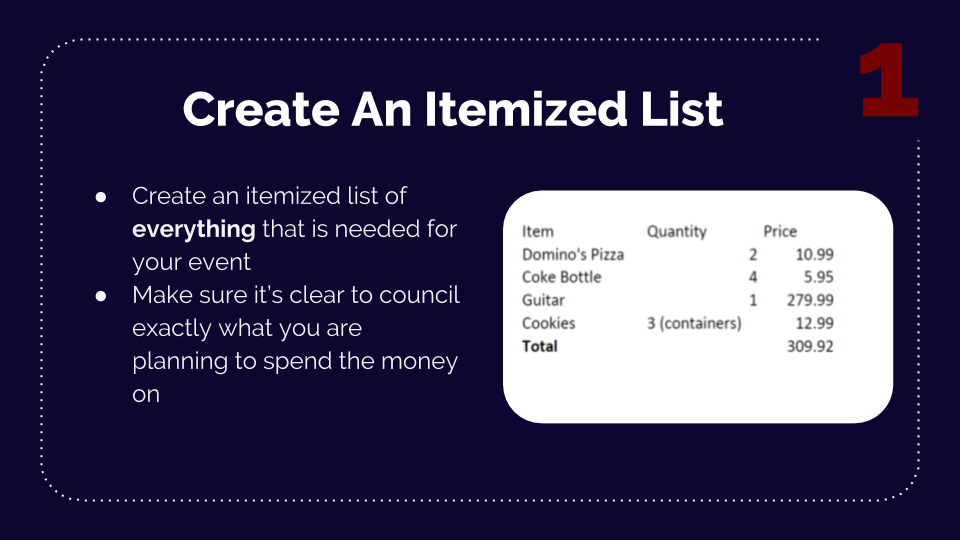 1
Create An Itemized List
● Create an itemized list of
everything that is needed for
your event
● Make sure it's clear to council
exactly what you are
planning to spend the money
on
Item Quantity Price
Domino's Pizza 2 10.99
Coke Bottle 4 5.95
Guitar 1 279.99
Cookies 3 (containers) 12.99
Total 309.92